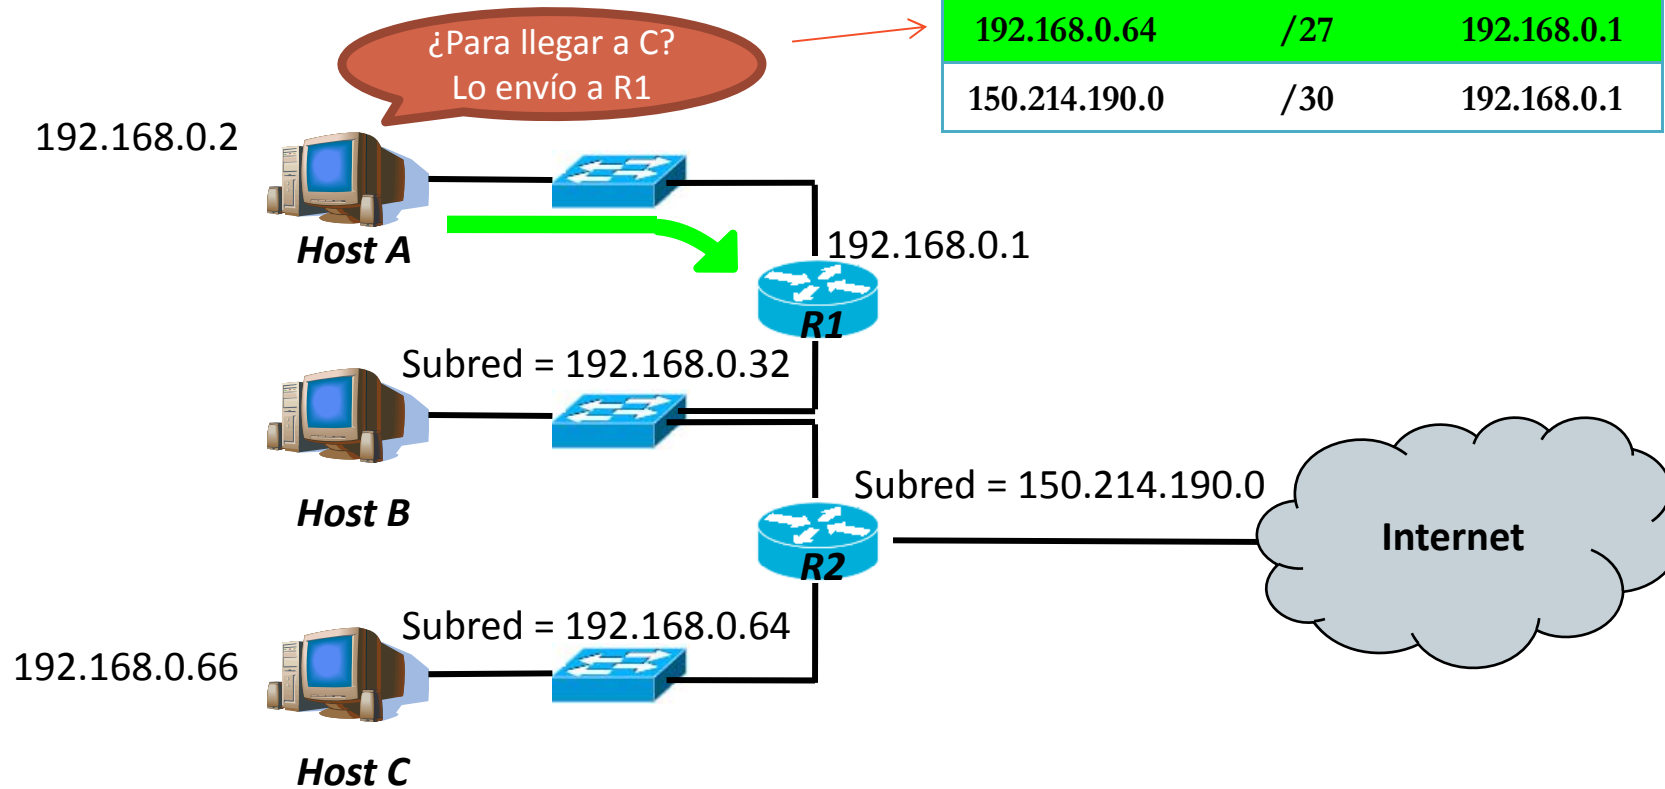 ¿Para llegar a C?
Lo envío a R1
192.168.0.64 /27 192.168.0.1
150.214.190.0 /30 192.168.0.1
192.168.0.2
Host A
192.168.0.1
R1
Subred = 192.168.0.32
Host B
Subred = 150.214.190.0
Internet
R2
Subred = 192.168.0.64
192.168.0.66
Host C